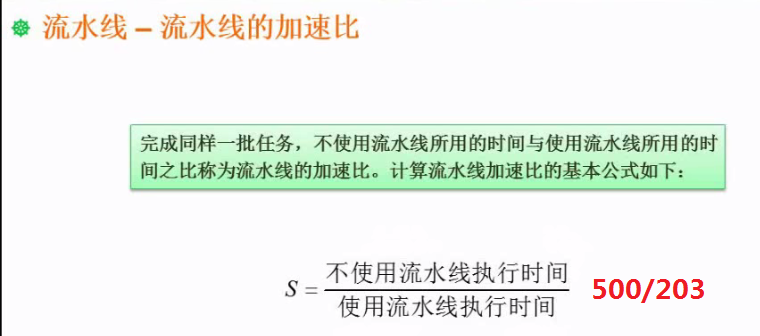 流水线 – 流水线的加速比
完成同样一批任务，不使用流水线所用的时间与使用流水线所用的时
间之比称为流水线的加速比。计算流水线加速比的基本公式如下：
S = 不使用流水线执行时间 / 使用流水线执行时间 500/203